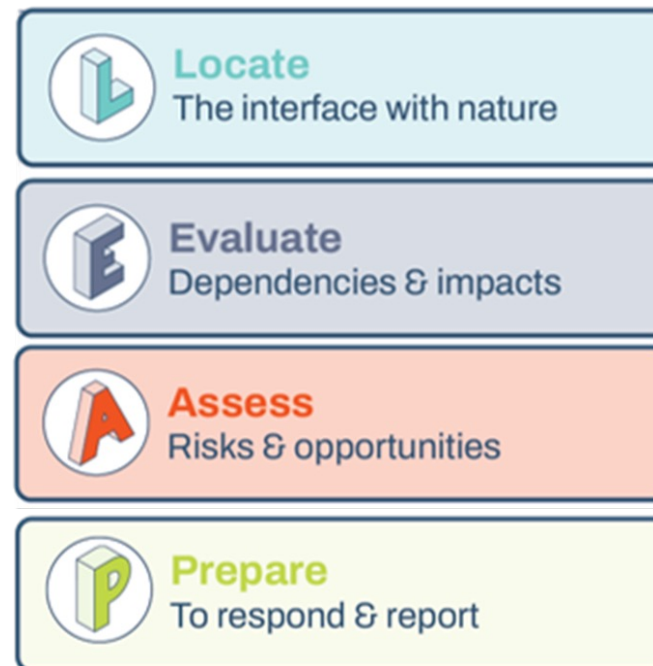 L
Locate
The interface with nature
E
Evaluate
Dependencies & impacts
A
Assess
Risks & opportunities
P
Prepare
To respond & report